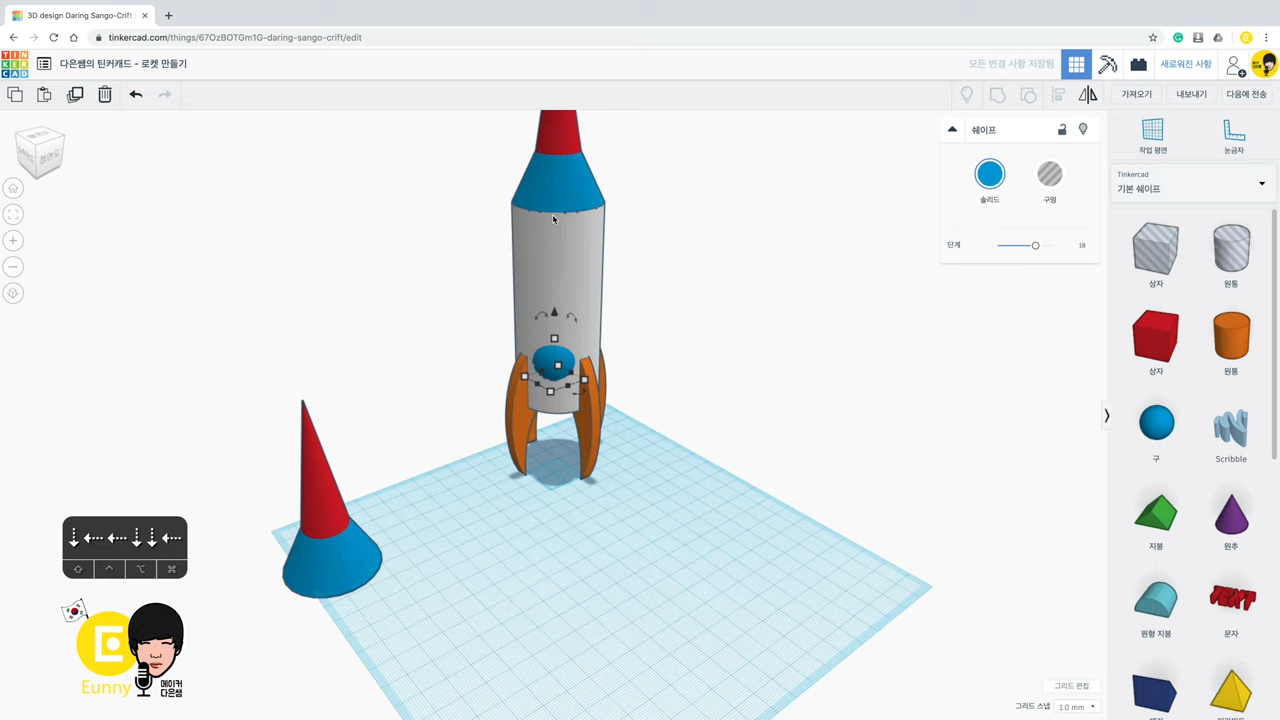 3D design Daring Sango-Crift
tinkercad.com/things/67OzBOTGm1G-daring-sango-crift/edit
TIN
KER
CAD
다은쌤의 틴커캐드 - 로켓 만들기
모든 변경 사항 저장됨
새로워진 사항
가져오기
내보내기
다음에 전송
쉐이프
솔리드
구멍
단계
18
작업 평면
눈금자
Tinkercad
기본 쉐이프
상자
원통
상자
원통
구
Scribble
지붕
원추
원형 지붕
TEXT
문자
E
Eunny
메이커
다은쌤
그리드 편집
그리드 스냅
1.0 mm